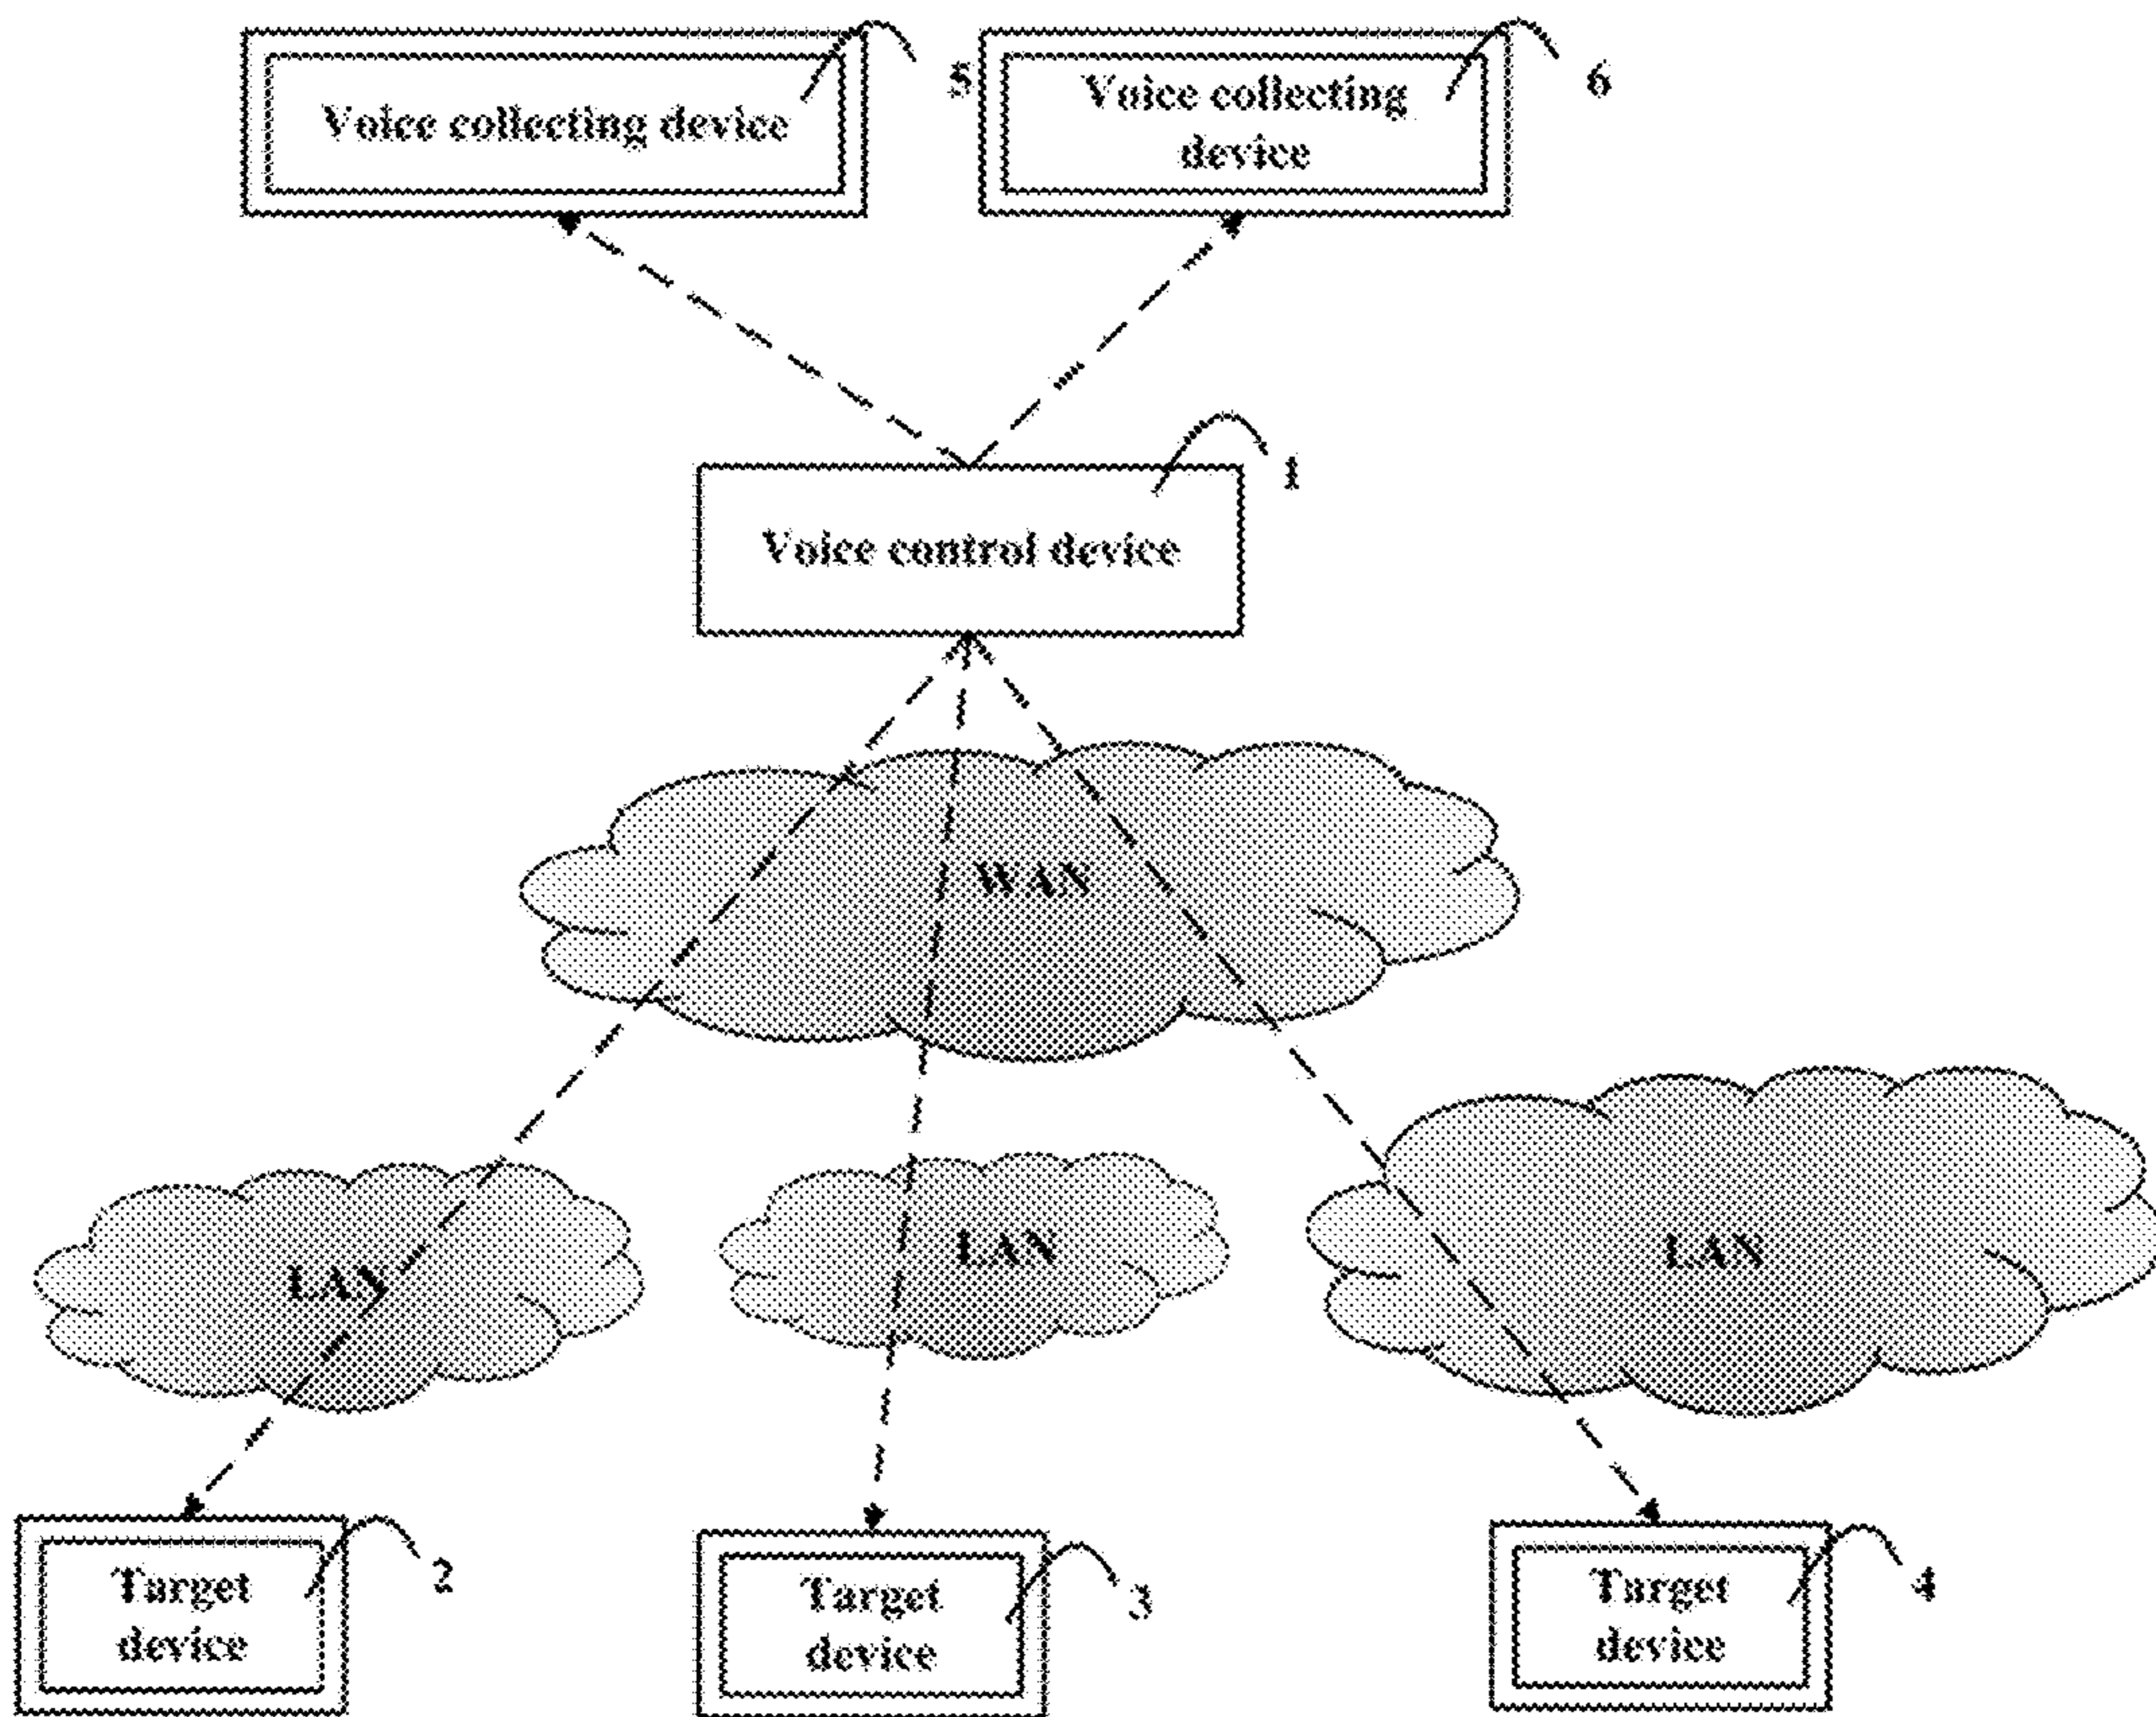 Voice collecting device
5
Voice collecting
device
6
1
Voice control device
WAN
LAN
LAN
LAN
Target
device
2
Target
device
3
Target
device
4